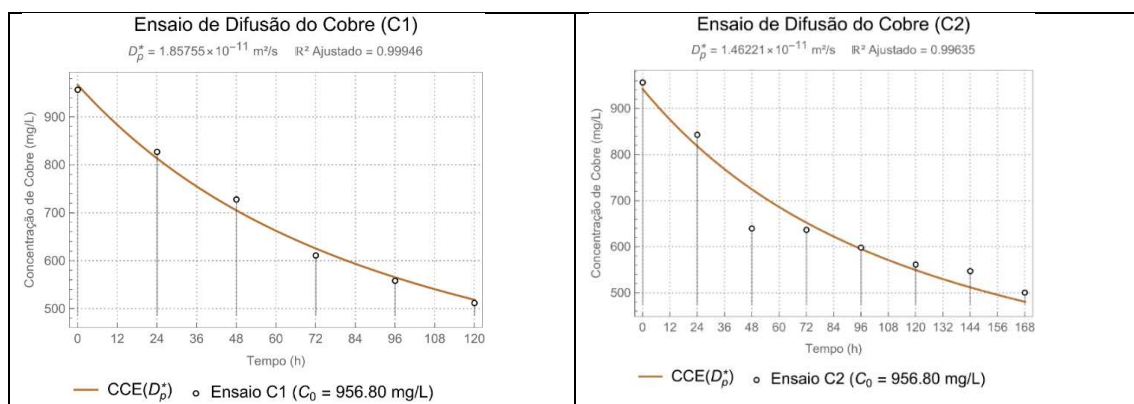 Ensaio de Difusão do Cobre (C1)
D*p = 1.85755×10⁻¹¹ m²/s R² Ajustado = 0.99946
Concentração de Cobre (mg/L)
900
800
700
600
500
0 12 24 36 48 60 72 84 96 108 120
Tempo (h)
CCE(D*p) Ensaio C1 (C₀ = 956.80 mg/L)
Ensaio de Difusão do Cobre (C2)
D*p = 1.46221×10⁻¹¹ m²/s R² Ajustado = 0.99635
Concentração de Cobre (mg/L)
900
800
700
600
500
0 12 24 36 48 60 72 84 96 108 120 132 144 156 168
Tempo (h)
CCE(D*p) Ensaio C2 (C₀ = 956.80 mg/L)